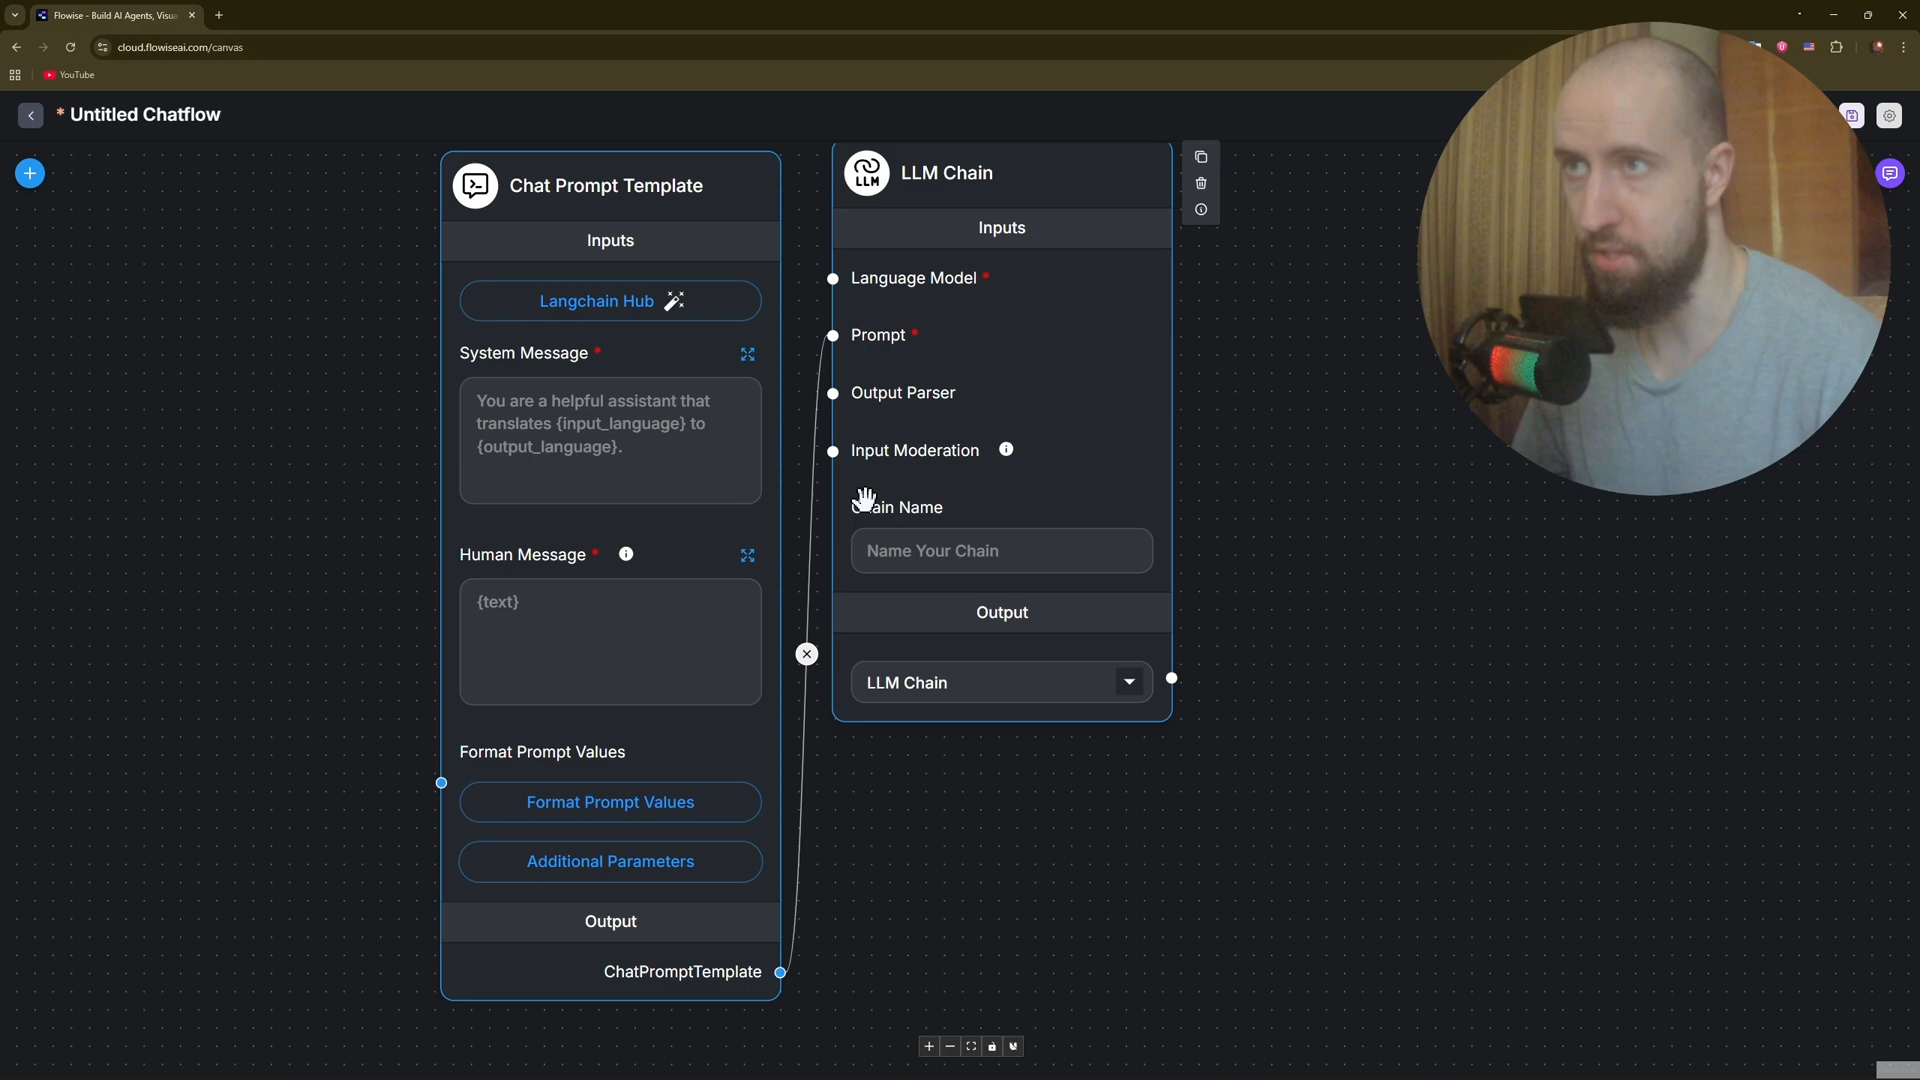 Flowise - Build AI Agents, Visua
cloud.flowiseai.com/canvas
YouTube
* Untitled Chatflow
Chat Prompt Template
Inputs
Langchain Hub
System Message *
You are a helpful assistant that
translates {input_language} to
{output_language}.
Human Message *
{text}
Format Prompt Values
Format Prompt Values
Additional Parameters
Output
ChatPromptTemplate
LLM
LLM Chain
Inputs
Language Model *
Prompt *
Output Parser
Input Moderation
Chain Name
Name Your Chain
Output
LLM Chain